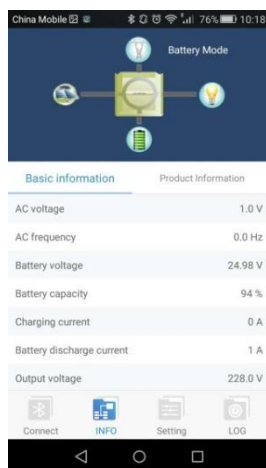 China Mobile 76% 10:18
Battery Mode
Basic information Product Information
AC voltage 1.0 V
AC frequency 0.0 Hz
Battery voltage 24.98 V
Battery capacity 94 %
Charging current 0 A
Battery discharge current 1 A
Output voltage 228.0 V
Connect INFO Setting LOG